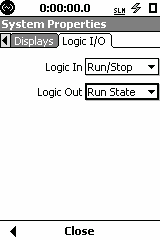 0:00:00.0 SLM
System Properties
Displays Logic I/O
Logic In Run/Stop
Logic Out Run State
Close